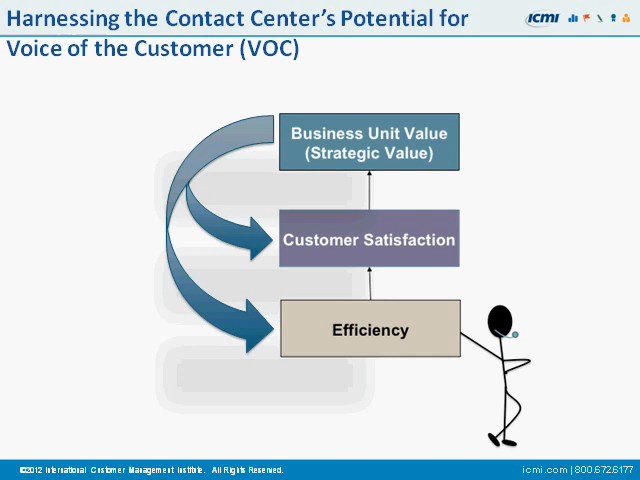 Harnessing the Contact Center’s Potential for
Voice of the Customer (VOC)
ICMI
Business Unit Value
(Strategic Value)
Customer Satisfaction
Efficiency
©2012 International Customer Management Institute. All Rights Reserved.
icmi.com | 800.672.6177